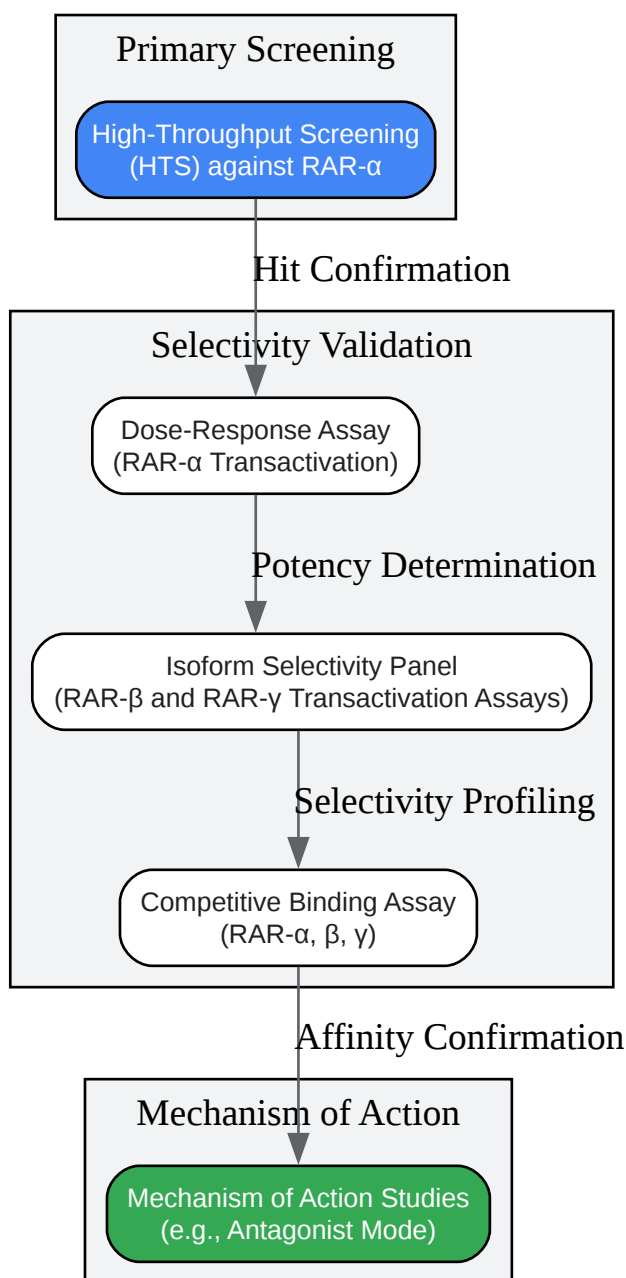 Primary Screening
High-Throughput Screening
(HTS) against RAR-α
Hit Confirmation
Selectivity Validation
Dose-Response Assay
(RAR-α Transactivation)
Potency Determination
Isoform Selectivity Panel
(RAR-β and RAR-γ Transactivation Assays)
Selectivity Profiling
Competitive Binding Assay
(RAR-α, β, γ)
Affinity Confirmation
Mechanism of Action
Mechanism of Action Studies
(e.g., Antagonist Mode)